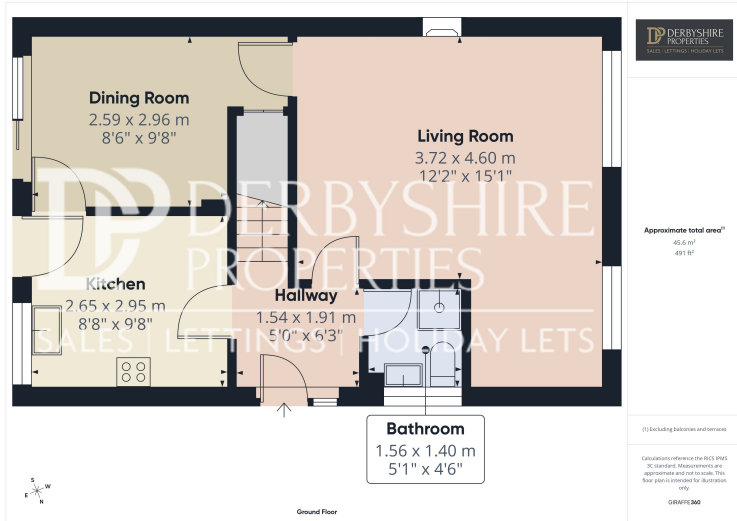 Dining Room
2.59 x 2.96 m
8'6" x 9'8"
Living Room
3.72 x 4.60 m
12'2" x 15'1"
Kitchen
2.65 x 2.95 m
8'8" x 9'8"
Hallway
1.54 x 1.91 m
5'0" x 6'3"
Bathroom
1.56 x 1.40 m
5'1" x 4'6"
DP DERBYSHIRE
PROPERTIES
SALES | LETTINGS | HOLIDAY LETS
S
W
E
N
Ground Floor
DP DERBYSHIRE
PROPERTIES
SALES | LETTINGS | HOLIDAY LETS
Approximate total area⁽¹⁾
45.6 m²
491 ft²
(1) Excluding balconies and terraces
Calculations reference the RICS IPMS
3C standard. Measurements are
approximate and not to scale. This
floor plan is intended for illustration
only.
GIRAFFE360